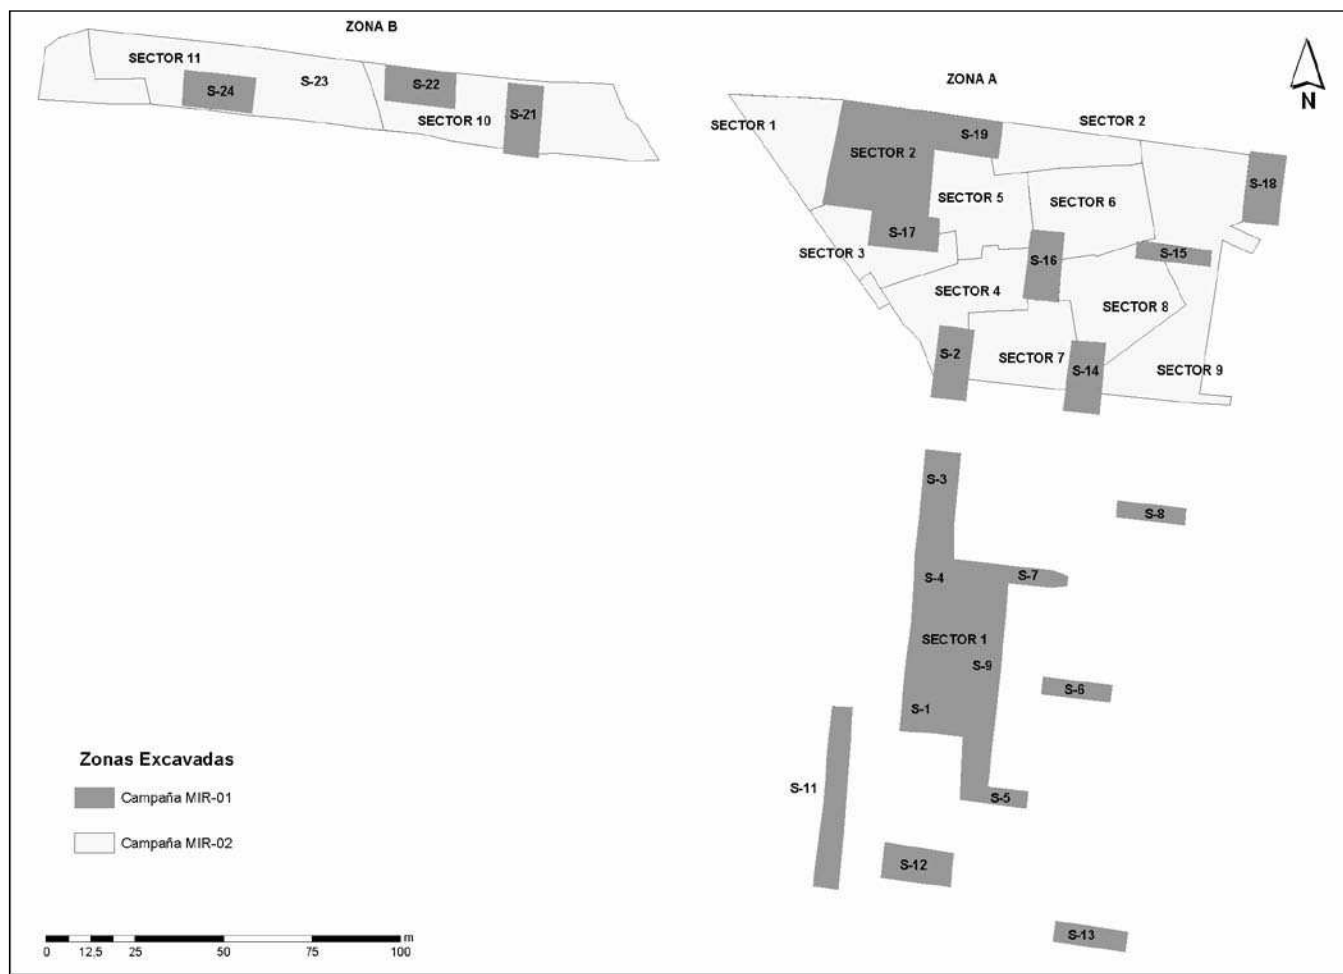 ZONA B
SECTOR 11
S-23
S-22
S-24
S-21
SECTOR 10
ZONA A
N
SECTOR 1
SECTOR 2
S-19
SECTOR 2
S-18
SECTOR 5
SECTOR 6
S-17
SECTOR 3
S-16
S-15
SECTOR 4
SECTOR 8
S-2
SECTOR 7
S-14
SECTOR 9
S-3
S-8
S-4
S-7
SECTOR 1
S-9
S-6
S-1
S-11
S-5
S-12
S-13
Zonas Excavadas
Campaña MIR-01
Campaña MIR-02
m
0 12,5 25 50 75 100